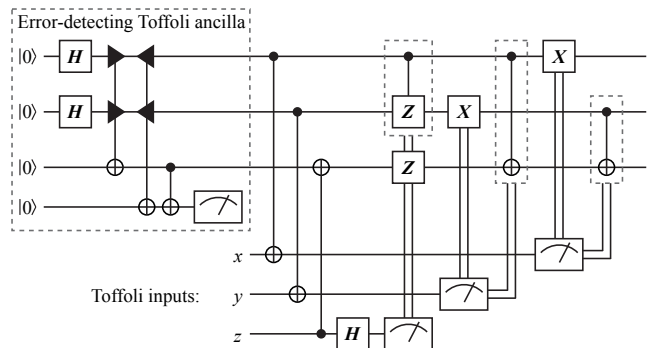 Error-detecting Toffoli ancilla
|0⟩ H X
|0⟩ H Z X
|0⟩ Z
|0⟩
x
Toffoli inputs: y
z H